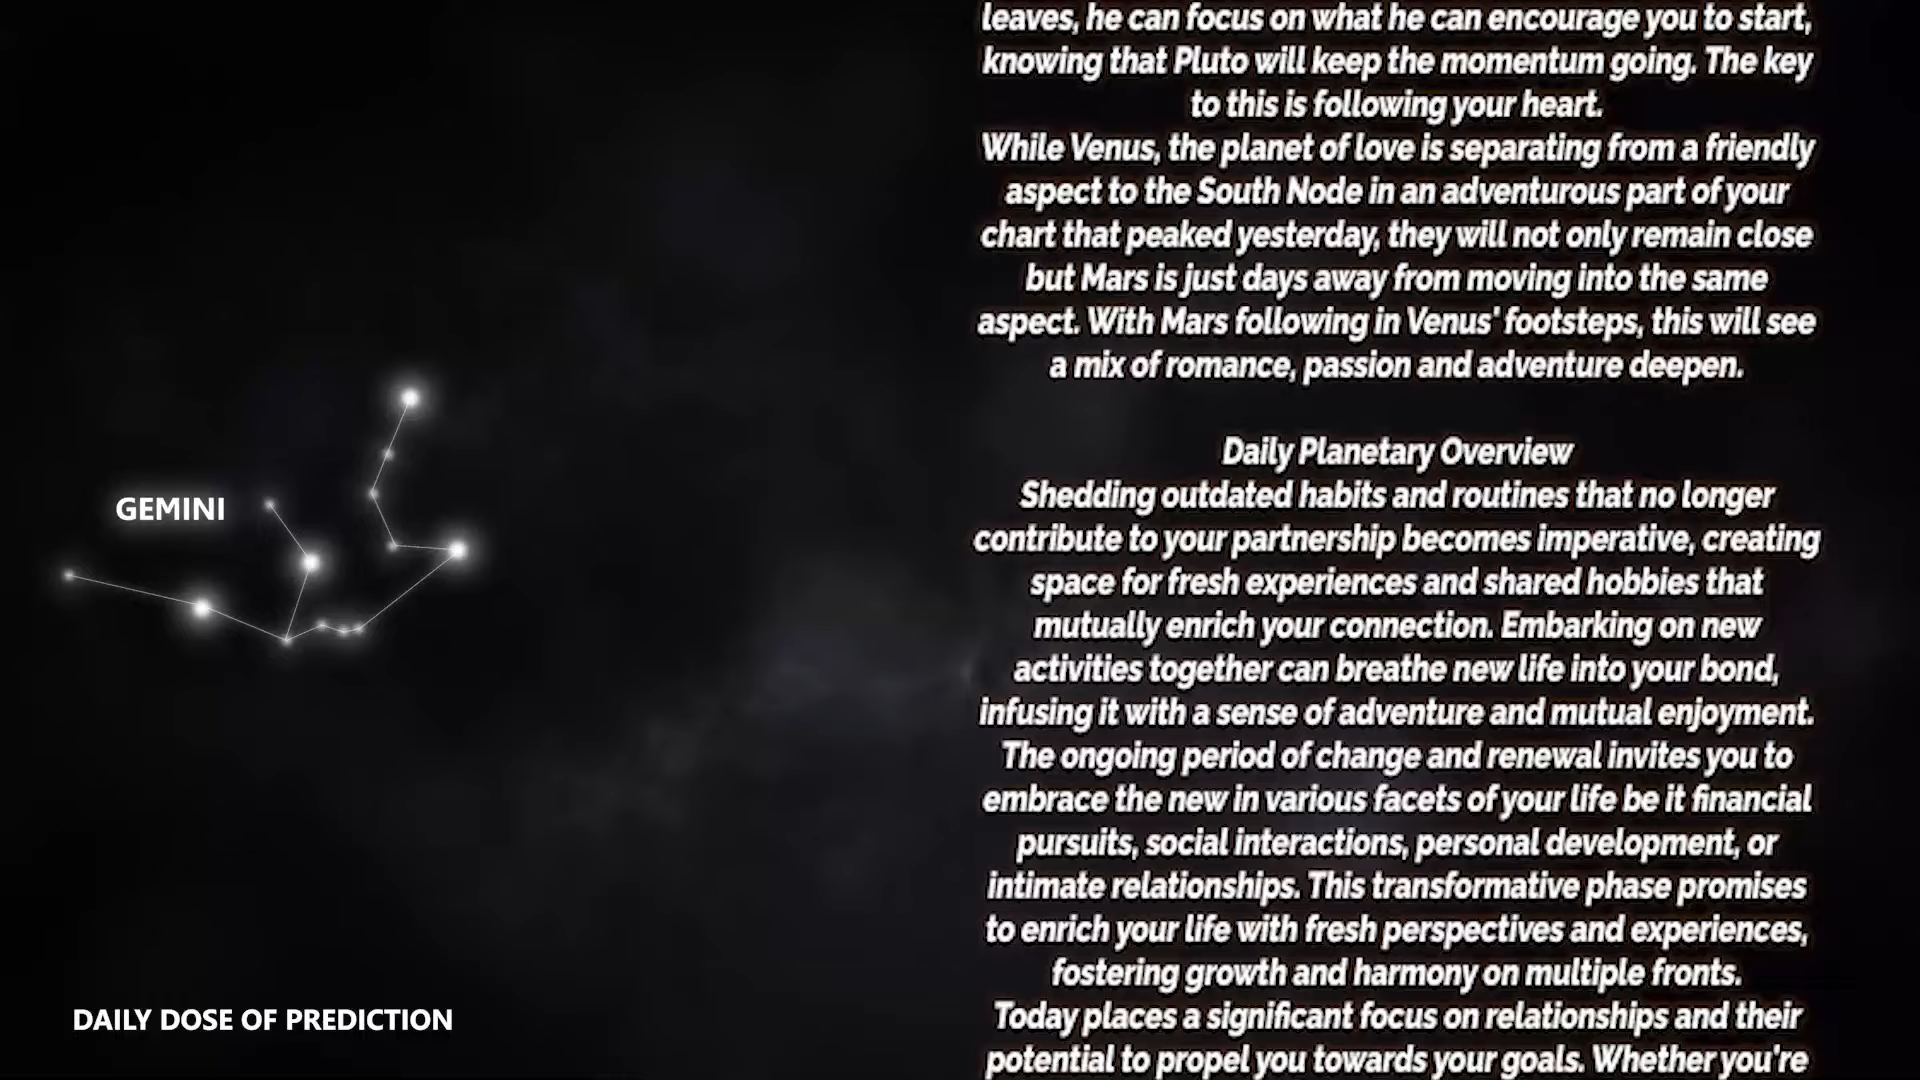 leaves, he can focus on what he can encourage you to start,
knowing that Pluto will keep the momentum going. The key
to this is following your heart.
While Venus, the planet of love is separating from a friendly
aspect to the South Node in an adventurous part of your
chart that peaked yesterday, they will not only remain close
but Mars is just days away from moving into the same
aspect. With Mars following in Venus' footsteps, this will see
a mix of romance, passion and adventure deepen.
Daily Planetary Overview
Shedding outdated habits and routines that no longer
contribute to your partnership becomes imperative, creating
space for fresh experiences and shared hobbies that
mutually enrich your connection. Embarking on new
activities together can breathe new life into your bond,
infusing it with a sense of adventure and mutual enjoyment.
The ongoing period of change and renewal invites you to
embrace the new in various facets of your life be it financial
pursuits, social interactions, personal development, or
intimate relationships. This transformative phase promises
to enrich your life with fresh perspectives and experiences,
fostering growth and harmony on multiple fronts.
Today places a significant focus on relationships and their
potential to propel you towards your goals. Whether you're
GEMINI
DAILY DOSE OF PREDICTION